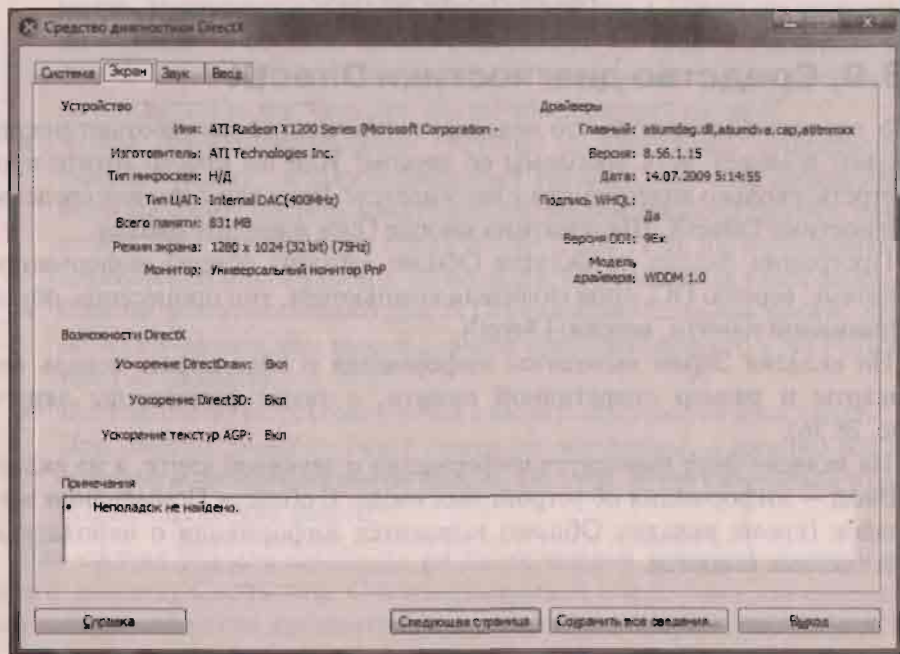 Средство диагностики DirectX
Система Экран Звук Ввод
Устройство
Имя: ATI Radeon X1200 Series (Microsoft Corporation -
Изготовитель: ATI Technologies Inc.
Тип микросхем: Н/Д
Тип ЦАП: Internal DAC(400MHz)
Всего памяти: 831 MB
Режим экрана: 1280 x 1024 (32 bit) (75Hz)
Монитор: Универсальный монитор PnP
Драйверы
Главный: atiumdag.dll,atiumdva.cap,atitmmxx
Версия: 8.56.1.15
Дата: 14.07.2009 5:14:55
Подпись WHQL:
Да
Версия DDI: 9Ex
Модель
драйвера: WDDM 1.0
Возможности DirectX
Ускорение DirectDraw: Вкл
Ускорение Direct3D: Вкл
Ускорение текстур AGP: Вкл
Примечания
• Неполадок не найдено.
Справка Следующая страница Сохранить все сведения... Выход